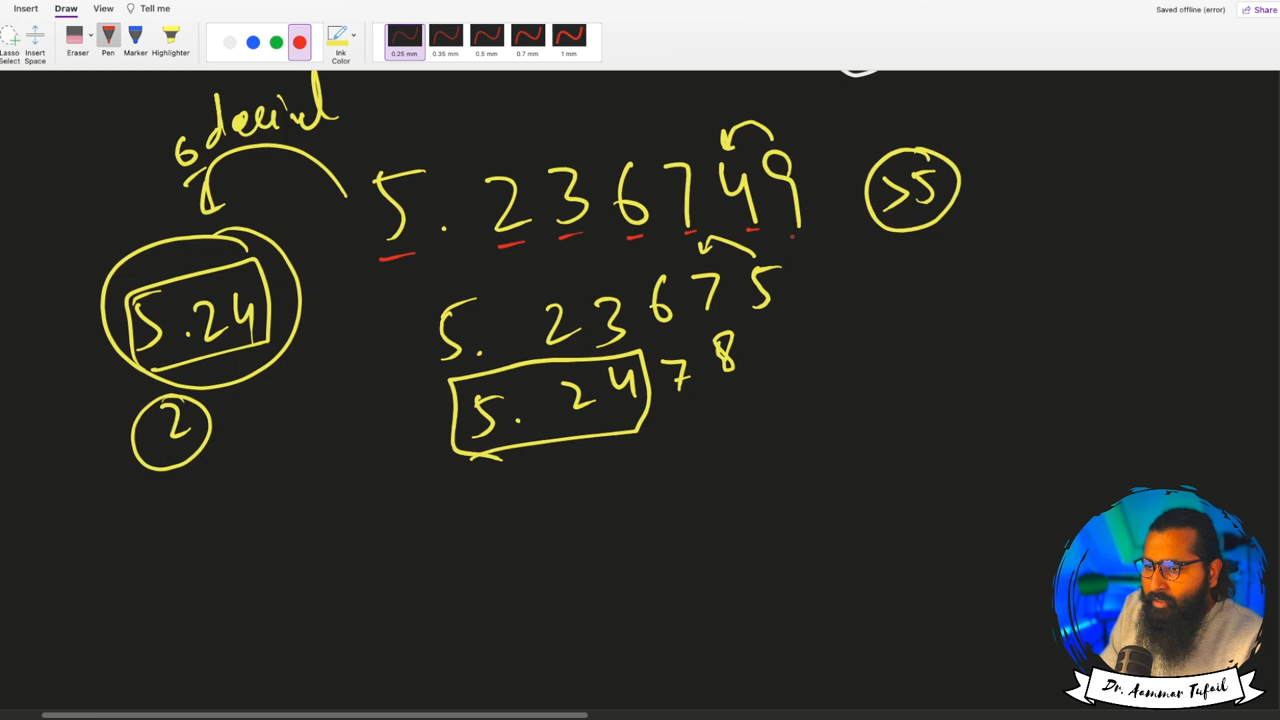 Insert Draw View Tell me
Saved offline (error) Share
Lasso Select
Insert Space
Eraser
Pen
Marker
Highlighter
Ink Color
0.25 mm
0.35 mm
0.5 mm
0.7 mm
1 mm
6 decimal
5.236749
>5
5.23675
5.24
5.2478
2
Dr. Aammar Tufail